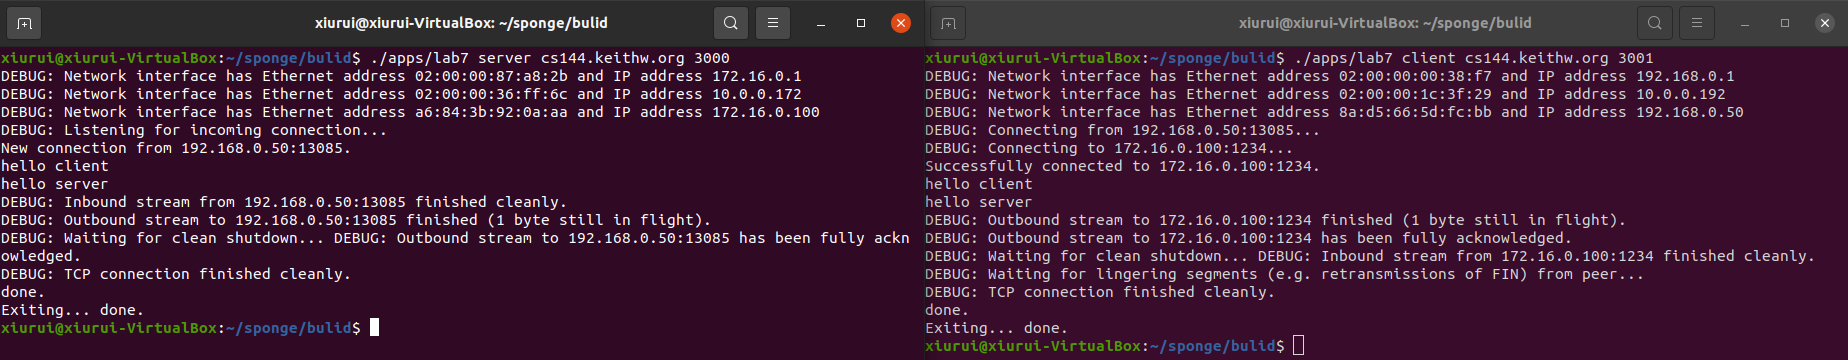 xiurui@xiurui-VirtualBox: ~/sponge/bulid
xiurui@xiurui-VirtualBox:~/sponge/bulid$ ./apps/lab7 server cs144.keithw.org 3000
DEBUG: Network interface has Ethernet address 02:00:00:87:a8:2b and IP address 172.16.0.1
DEBUG: Network interface has Ethernet address 02:00:00:36:ff:6c and IP address 10.0.0.172
DEBUG: Network interface has Ethernet address a6:84:3b:92:0a:aa and IP address 172.16.0.100
DEBUG: Listening for incoming connection...
New connection from 192.168.0.50:13085.
hello client
hello server
DEBUG: Inbound stream from 192.168.0.50:13085 finished cleanly.
DEBUG: Outbound stream to 192.168.0.50:13085 finished (1 byte still in flight).
DEBUG: Waiting for clean shutdown... DEBUG: Outbound stream to 192.168.0.50:13085 has been fully ackn
owledged.
DEBUG: TCP connection finished cleanly.
done.
Exiting... done.
xiurui@xiurui-VirtualBox:~/sponge/bulid$
xiurui@xiurui-VirtualBox: ~/sponge/bulid
xiurui@xiurui-VirtualBox:~/sponge/bulid$ ./apps/lab7 client cs144.keithw.org 3001
DEBUG: Network interface has Ethernet address 02:00:00:00:38:f7 and IP address 192.168.0.1
DEBUG: Network interface has Ethernet address 02:00:00:1c:3f:29 and IP address 10.0.0.192
DEBUG: Network interface has Ethernet address 8a:d5:66:5d:fc:bb and IP address 192.168.0.50
DEBUG: Connecting from 192.168.0.50:13085...
DEBUG: Connecting to 172.16.0.100:1234...
Successfully connected to 172.16.0.100:1234.
hello client
hello server
DEBUG: Outbound stream to 172.16.0.100:1234 finished (1 byte still in flight).
DEBUG: Outbound stream to 172.16.0.100:1234 has been fully acknowledged.
DEBUG: Waiting for clean shutdown... DEBUG: Inbound stream from 172.16.0.100:1234 finished cleanly.
DEBUG: Waiting for lingering segments (e.g. retransmissions of FIN) from peer...
DEBUG: TCP connection finished cleanly.
done.
Exiting... done.
xiurui@xiurui-VirtualBox:~/sponge/bulid$